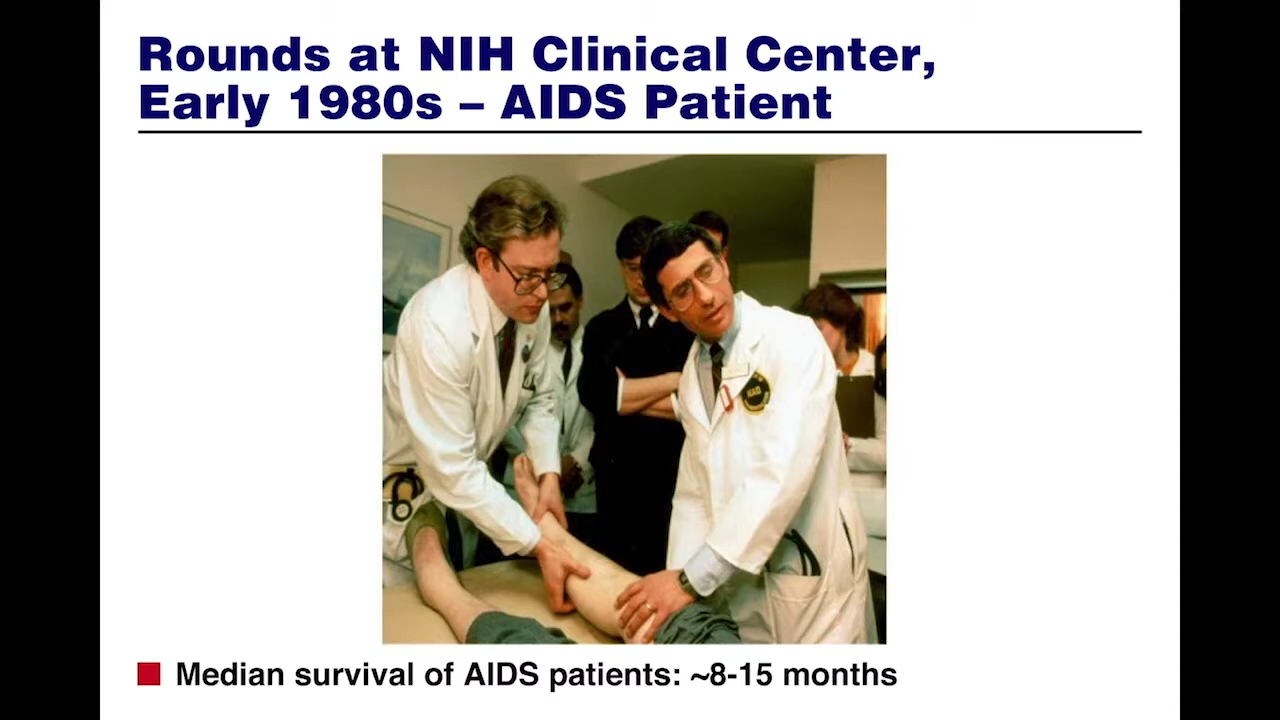 Rounds at NIH Clinical Center,
Early 1980s – AIDS Patient
Median survival of AIDS patients: ~8-15 months